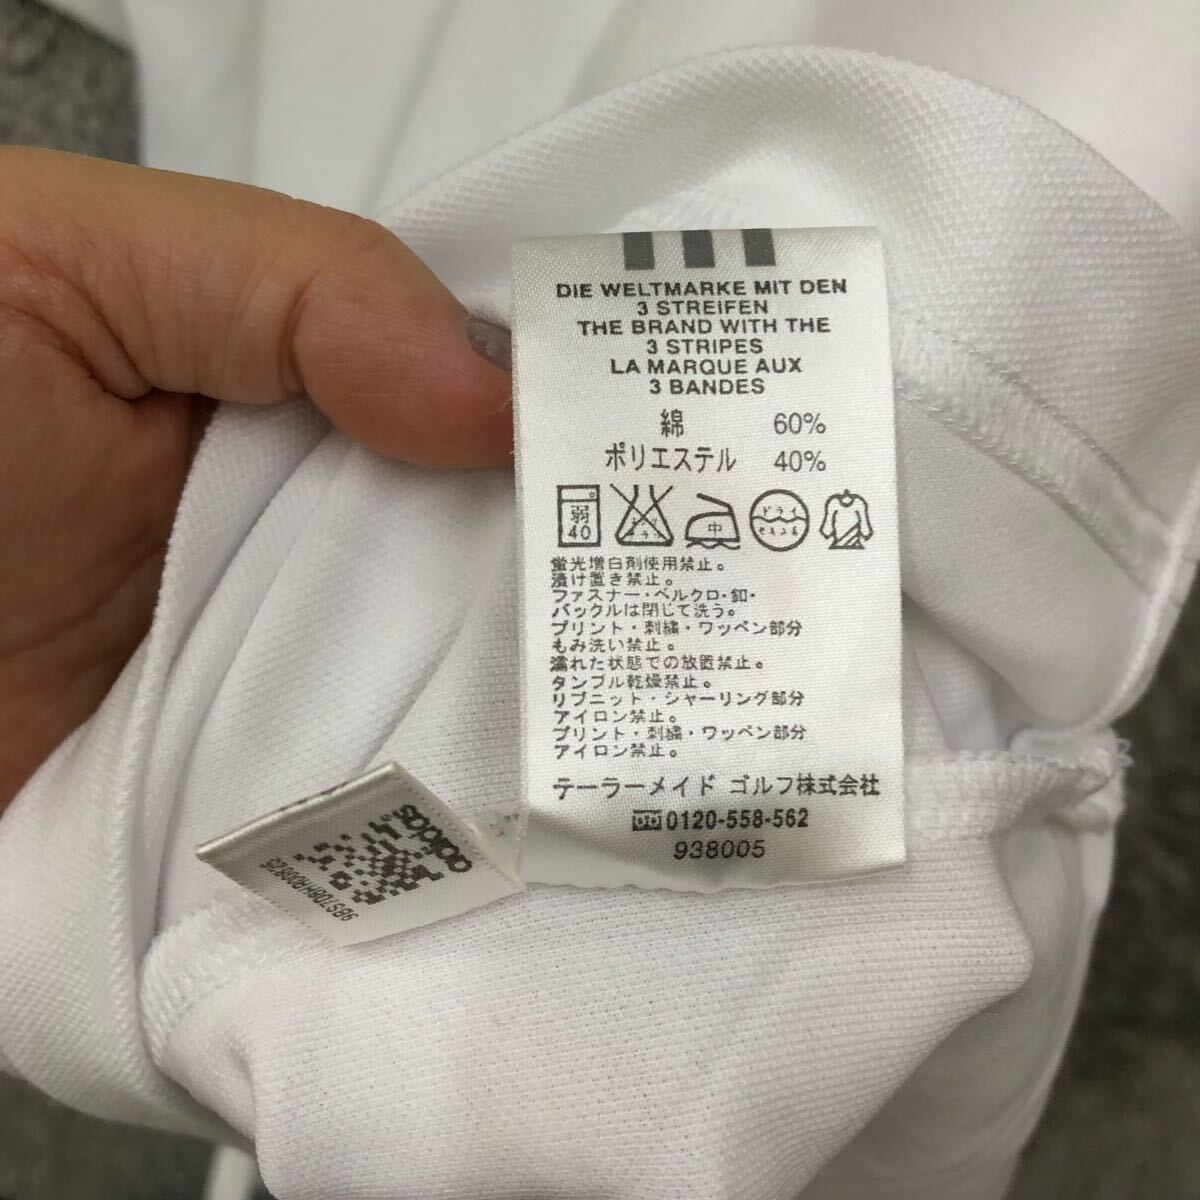 DIE WELTMARKE MIT DEN
3 STREIFEN
THE BRAND WITH THE
3 STRIPES
LA MARQUE AUX
3 BANDES
綿 60%
ポリエステル 40%
弱
40
中
ドライ
蛍光増白剤使用禁止。
漬け置き禁止。
ファスナー・ベルクロ・釦・
バックルは閉じて洗う。
プリント・刺繍・ワッペン部分
もみ洗い禁止。
濡れた状態での放置禁止。
タンブル乾燥禁止。
リブニット・シャーリング部分
アイロン禁止。
プリント・刺繍・ワッペン部分
アイロン禁止。
テーラーメイド ゴルフ株式会社
0120-558-562
938005
adidas